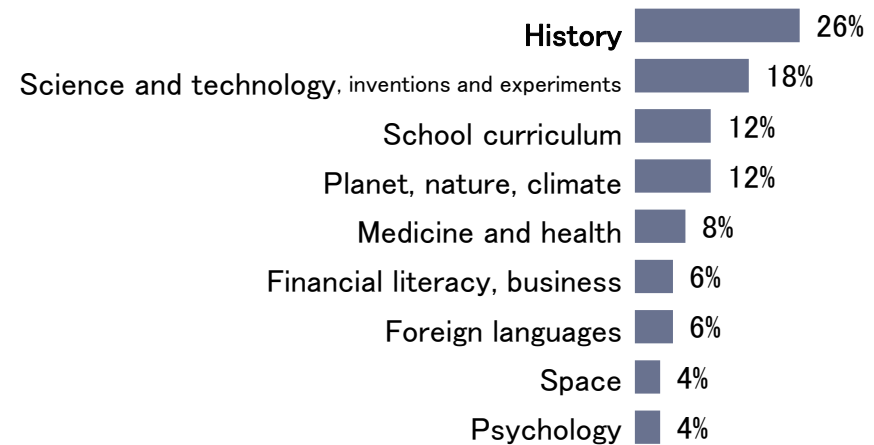 History 26%
Science and technology, inventions and experiments 18%
School curriculum 12%
Planet, nature, climate 12%
Medicine and health 8%
Financial literacy, business 6%
Foreign languages 6%
Space 4%
Psychology 4%